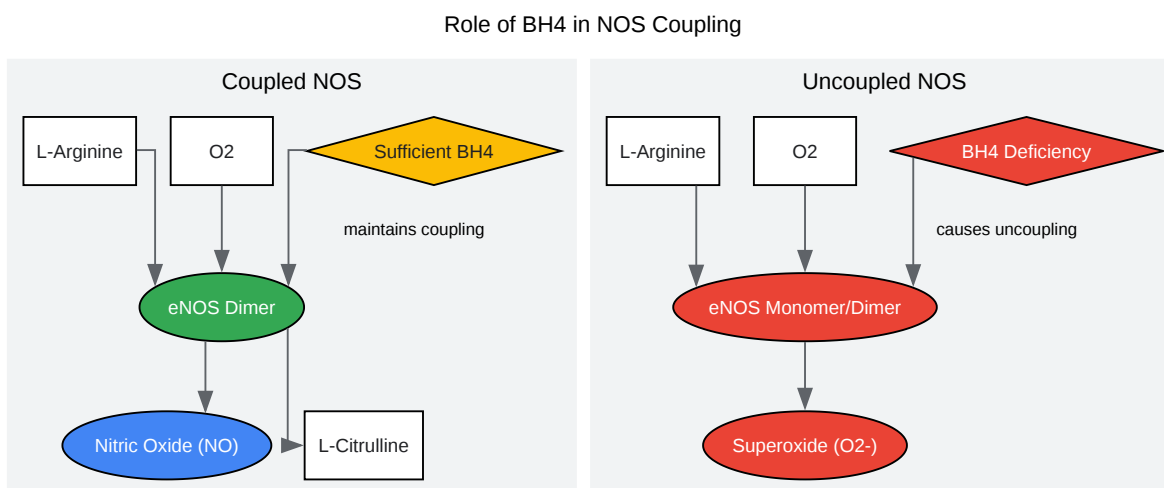 Role of BH4 in NOS Coupling
Coupled NOS
L-Arginine
O2
Sufficient BH4
maintains coupling
eNOS Dimer
Nitric Oxide (NO)
L-Citrulline
Uncoupled NOS
L-Arginine
O2
BH4 Deficiency
causes uncoupling
eNOS Monomer/Dimer
Superoxide (O2-)